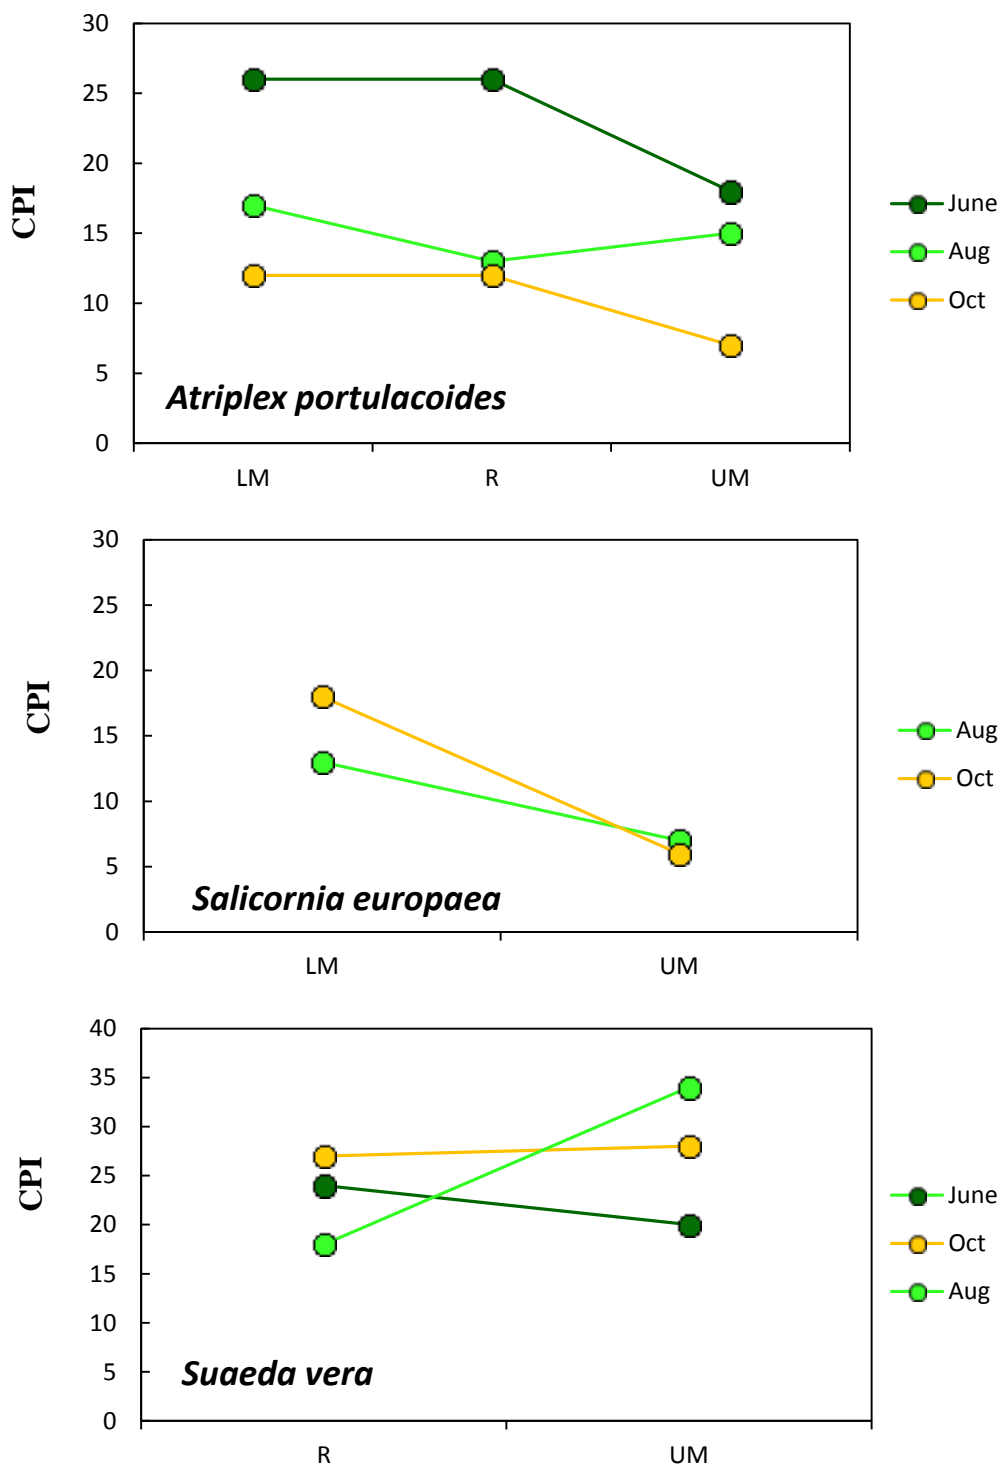 30
25
20
15
10
5
0
CPI
Atriplex portulacoides
LM R UM
June
Aug
Oct
30
25
20
15
10
5
0
CPI
Salicornia europaea
LM UM
Aug
Oct
40
35
30
25
20
15
10
5
0
CPI
Suaeda vera
R UM
June
Oct
Aug